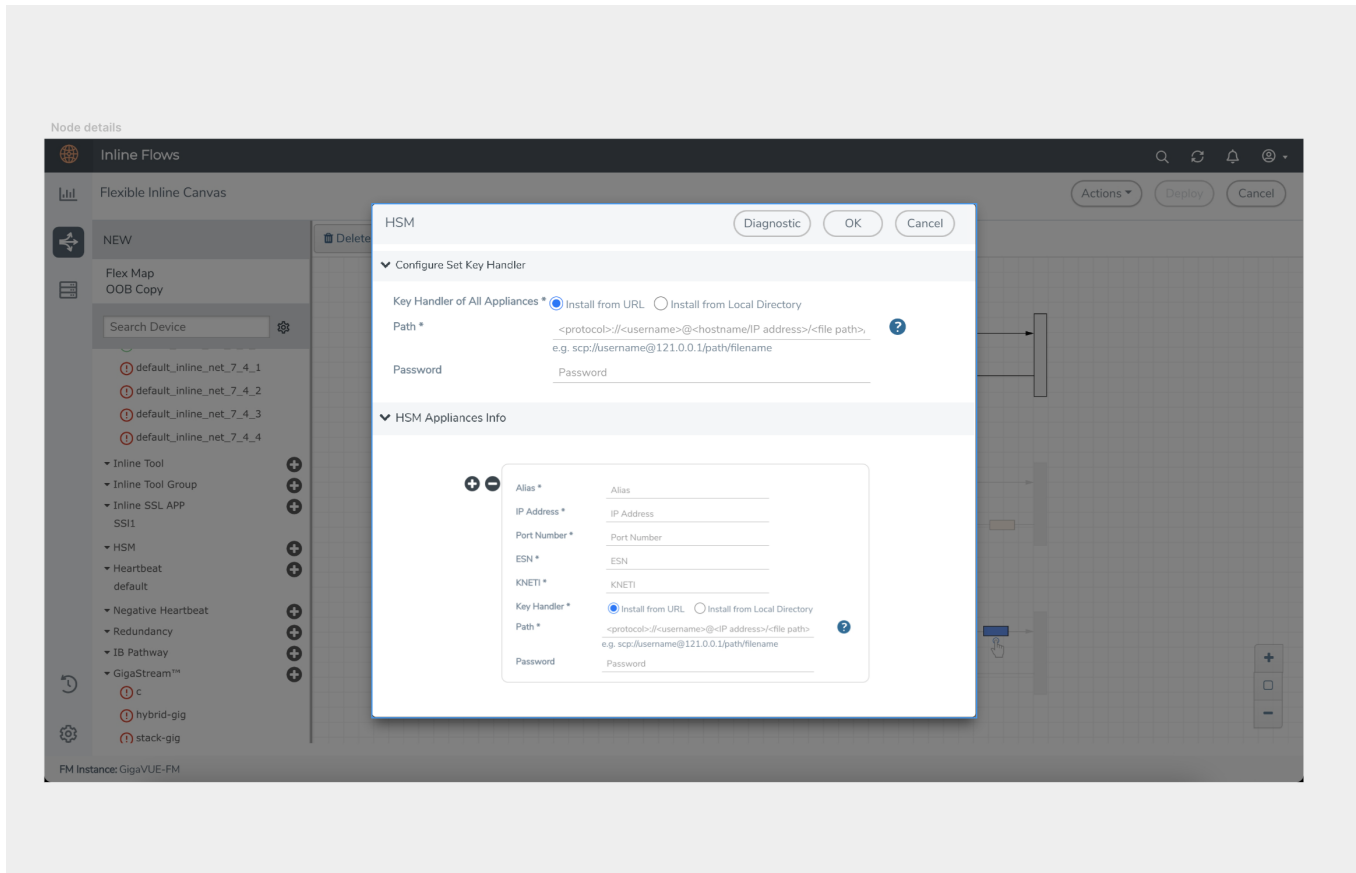 Node details
Inline Flows
Flexible Inline Canvas
Actions
Deploy
Cancel
NEW
Delete
Flex Map
OOB Copy
Search Device
default_inline_net_7_4_1
default_inline_net_7_4_2
default_inline_net_7_4_3
default_inline_net_7_4_4
Inline Tool
Inline Tool Group
Inline SSL APP
SSI1
HSM
Heartbeat
default
Negative Heartbeat
Redundancy
IB Pathway
GigaStream™
c
hybrid-gig
stack-gig
FM Instance: GigaVUE-FM
HSM
Diagnostic
OK
Cancel
Configure Set Key Handler
Key Handler of All Appliances * Install from URL Install from Local Directory
Path * <protocol>://<username>@<hostname/IP address>/<file path>,
e.g. scp://username@121.0.0.1/path/filename
Password Password
HSM Appliances Info
Alias * Alias
IP Address * IP Address
Port Number * Port Number
ESN * ESN
KNETI * KNETI
Key Handler * Install from URL Install from Local Directory
Path * <protocol>://<username>@<IP address>/<file path>
e.g. scp://username@121.0.0.1/path/filename
Password Password